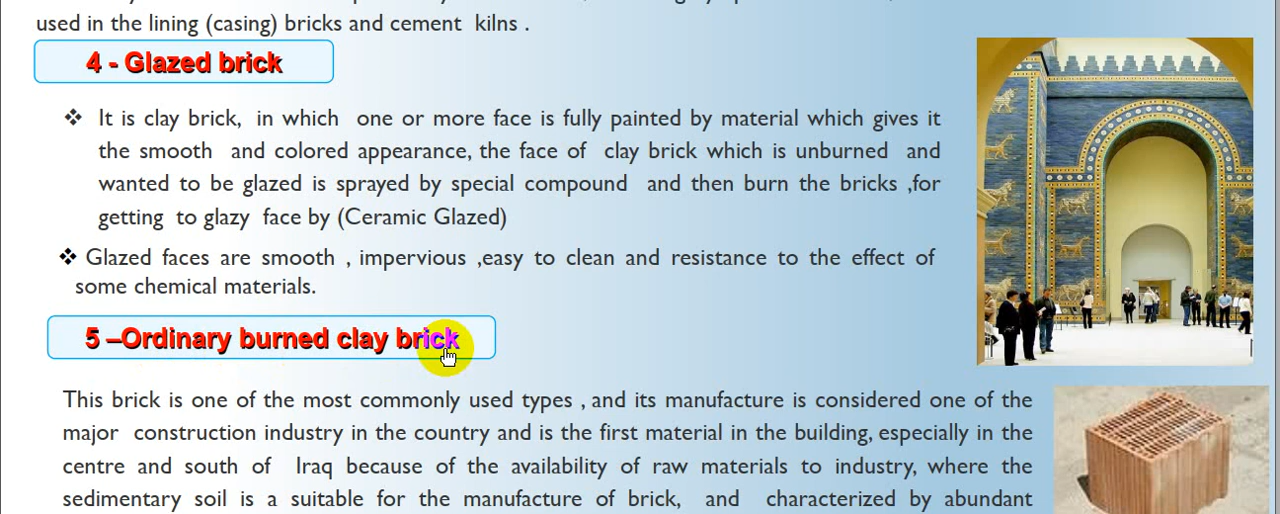 used in the lining (casing) bricks and cement kilns .
4 - Glazed brick
❖ It is clay brick, in which one or more face is fully painted by material which gives it
the smooth and colored appearance, the face of clay brick which is unburned and
wanted to be glazed is sprayed by special compound and then burn the bricks ,for
getting to glazy face by (Ceramic Glazed)
❖ Glazed faces are smooth , impervious ,easy to clean and resistance to the effect of
some chemical materials.
5 –Ordinary burned clay brick
This brick is one of the most commonly used types , and its manufacture is considered one of the
major construction industry in the country and is the first material in the building, especially in the
centre and south of Iraq because of the availability of raw materials to industry, where the
sedimentary soil is a suitable for the manufacture of brick, and characterized by abundant